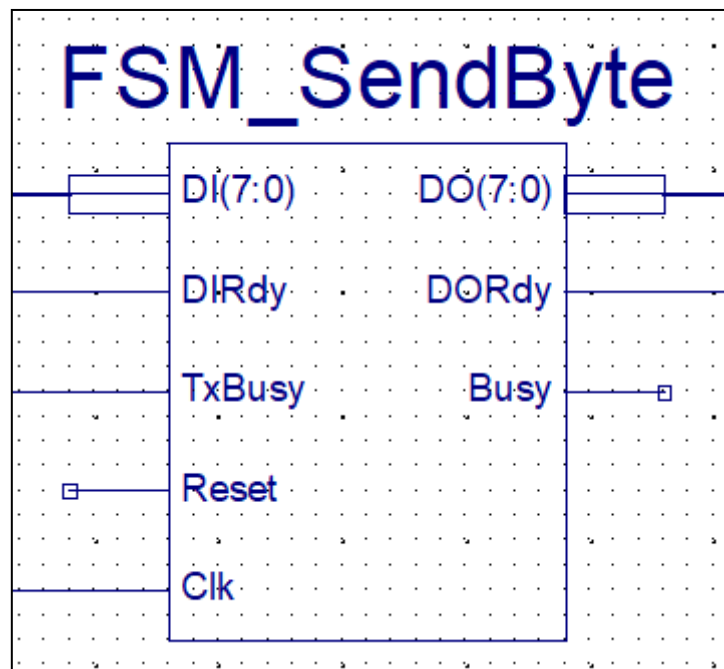 FSM_SendByte
DI(7:0) DO(7:0)
DIRdy DORdy
TxBusy Busy
Reset
Clk